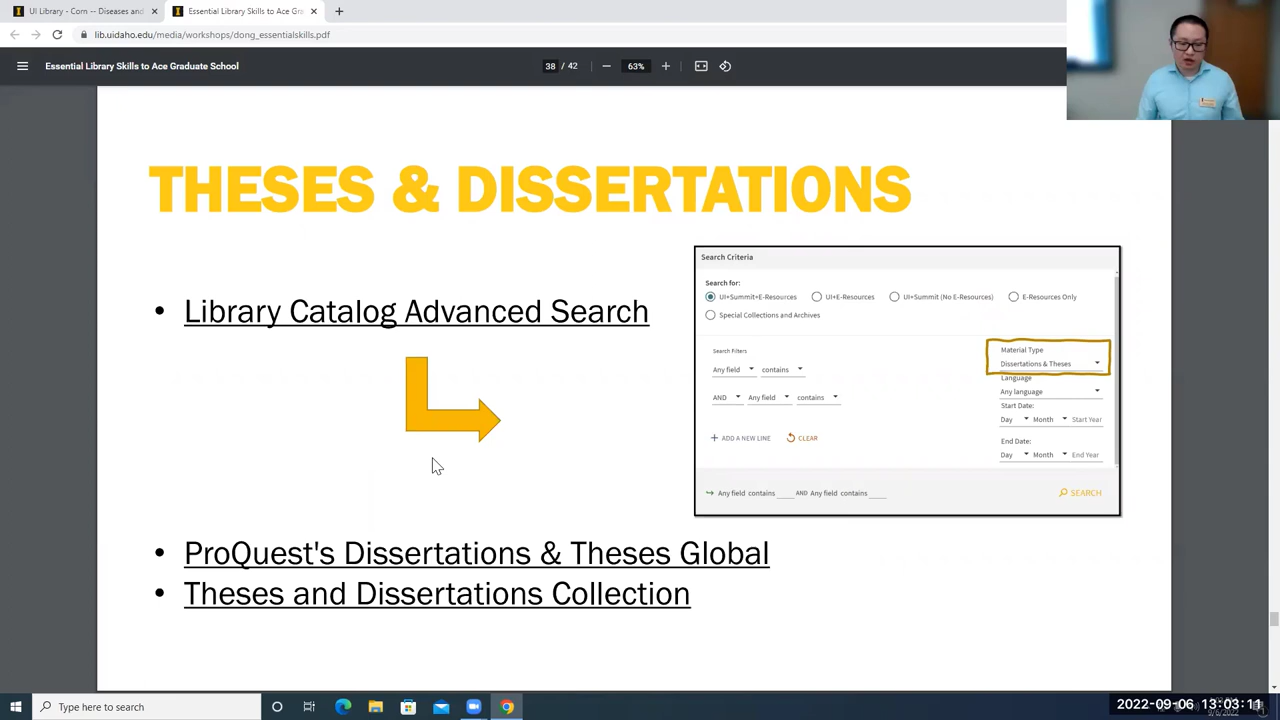 UI Library - Com -- Diseases and
Essential Library Skills to Ace Gra
lib.uidaho.edu/media/workshops/dong_essentialskills.pdf
Essential Library Skills to Ace Graduate School
38 / 42
63%
THESES & DISSERTATIONS
• Library Catalog Advanced Search
Search Criteria
Search for:
UI+Summit+E-Resources UI+E-Resources UI+Summit (No E-Resources) E-Resources Only
Special Collections and Archives
Search Filters
Any field contains
AND Any field contains
+ ADD A NEW LINE CLEAR
Material Type
Dissertations & Theses
Language
Any language
Start Date:
Day Month Start Year
End Date:
Day Month End Year
Any field contains ___ AND Any field contains ___
SEARCH
• ProQuest's Dissertations & Theses Global
• Theses and Dissertations Collection
Type here to search
2022-09-06 13:03:11